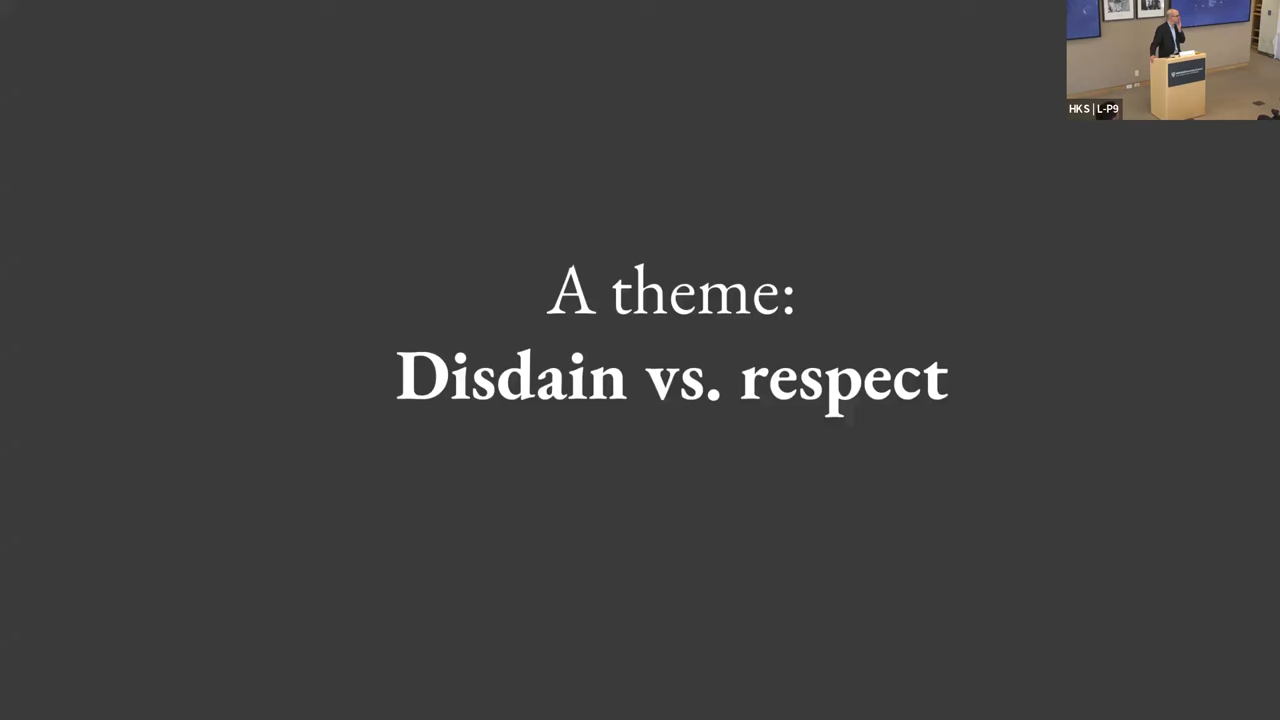 HKS | L-P9
A theme:
Disdain vs. respect